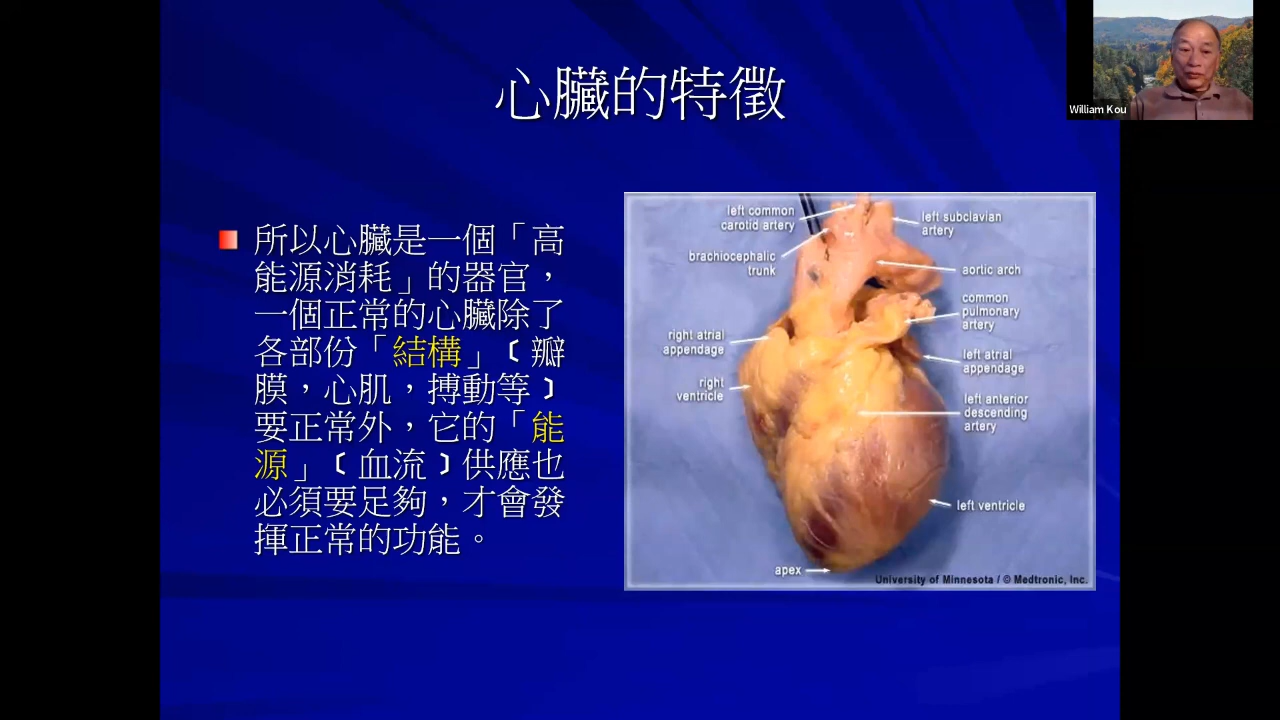 心臟的特徵
William Kou
所以心臟是一個「高
能源消耗」的器官，
一個正常的心臟除了
各部份「結構」﹝瓣
膜，心肌，搏動等﹞
要正常外，它的「能
源」﹝血流﹞供應也
必須要足夠，才會發
揮正常的功能。
left common
carotid artery
left subclavian
artery
brachiocephalic
trunk
aortic arch
common
pulmonary
artery
right atrial
appendage
left atrial
appendage
right
ventricle
left anterior
descending
artery
left ventricle
apex
University of Minnesota / © Medtronic, Inc.